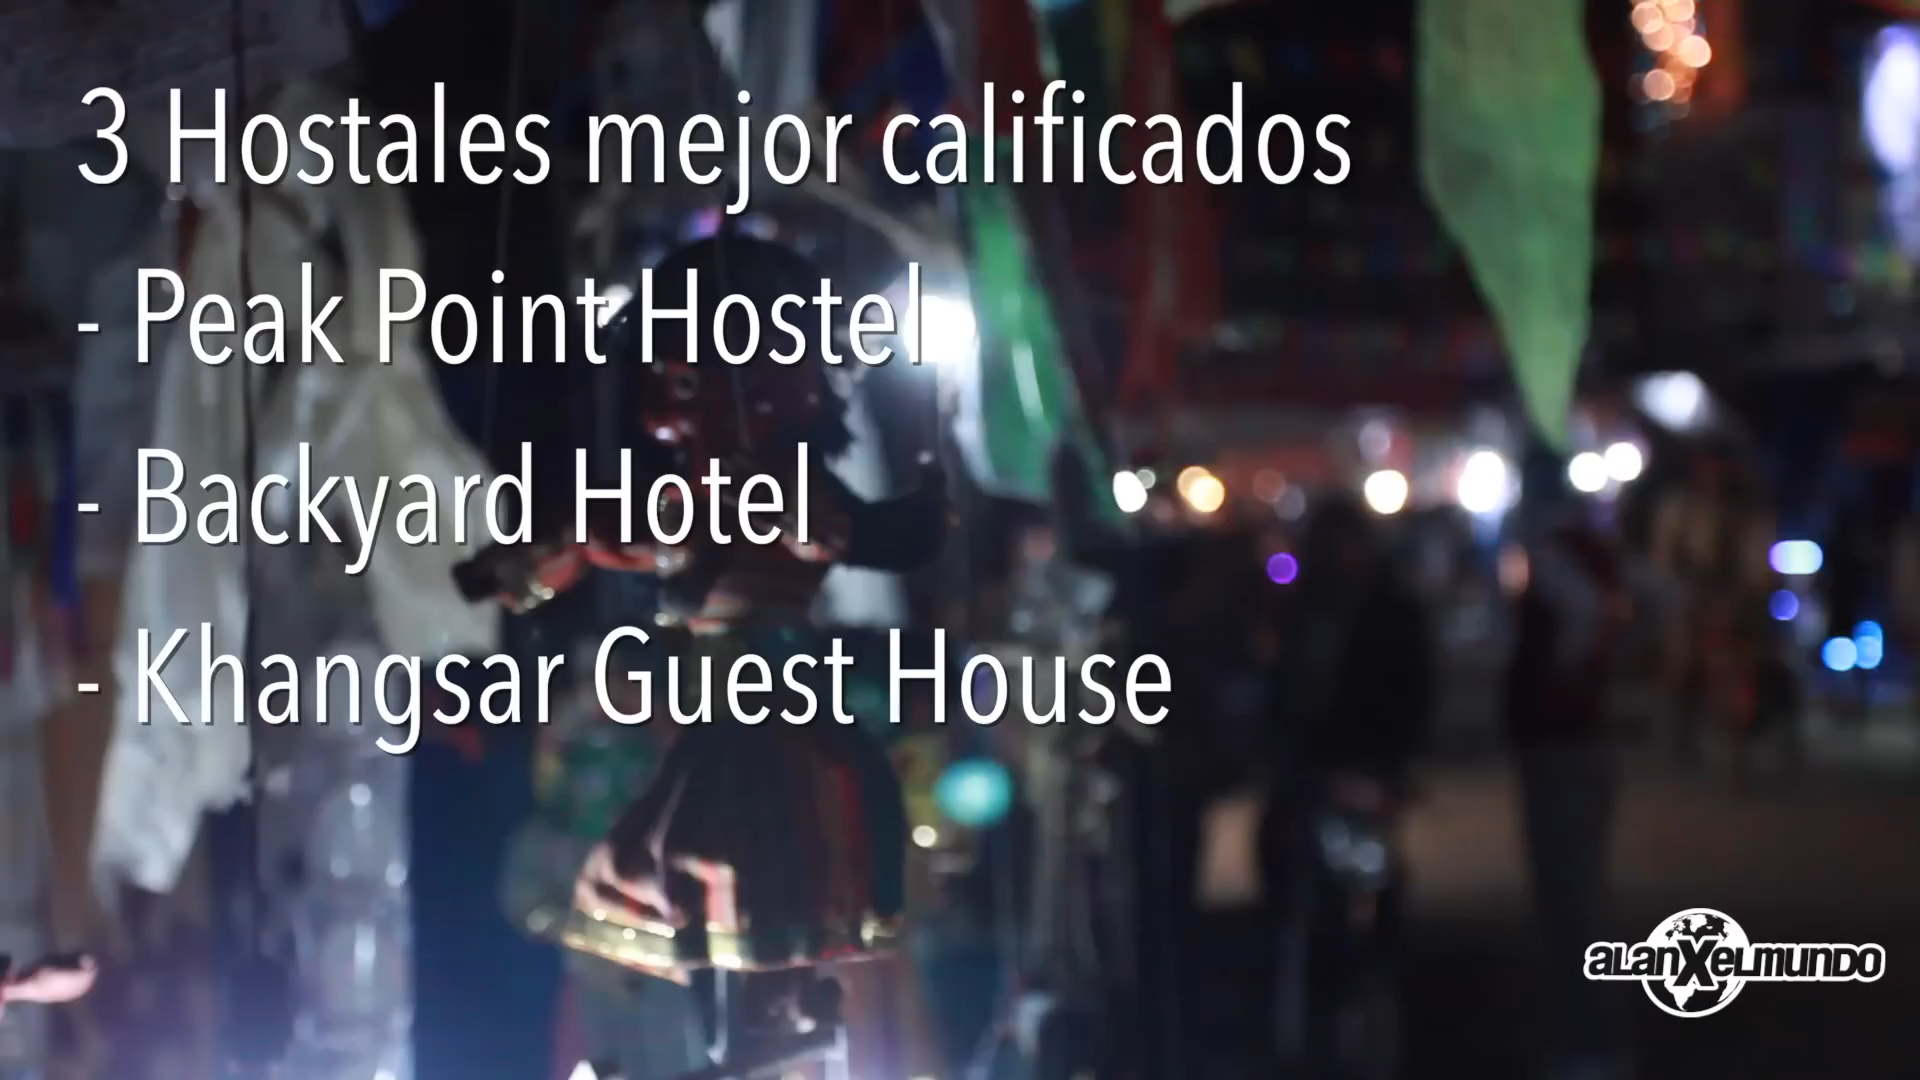 3 Hostales mejor calificados
- Peak Point Hostel
- Backyard Hotel
- Khangsar Guest House
alanxelmundo